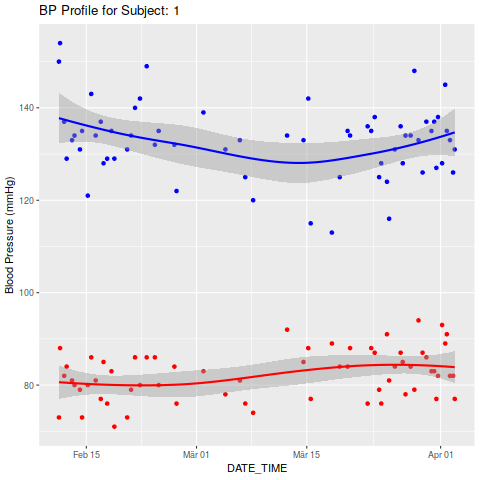 BP Profile for Subject: 1
Blood Pressure (mmHg)
140
120
100
80
Feb 15
Mär 01
Mär 15
Apr 01
DATE_TIME